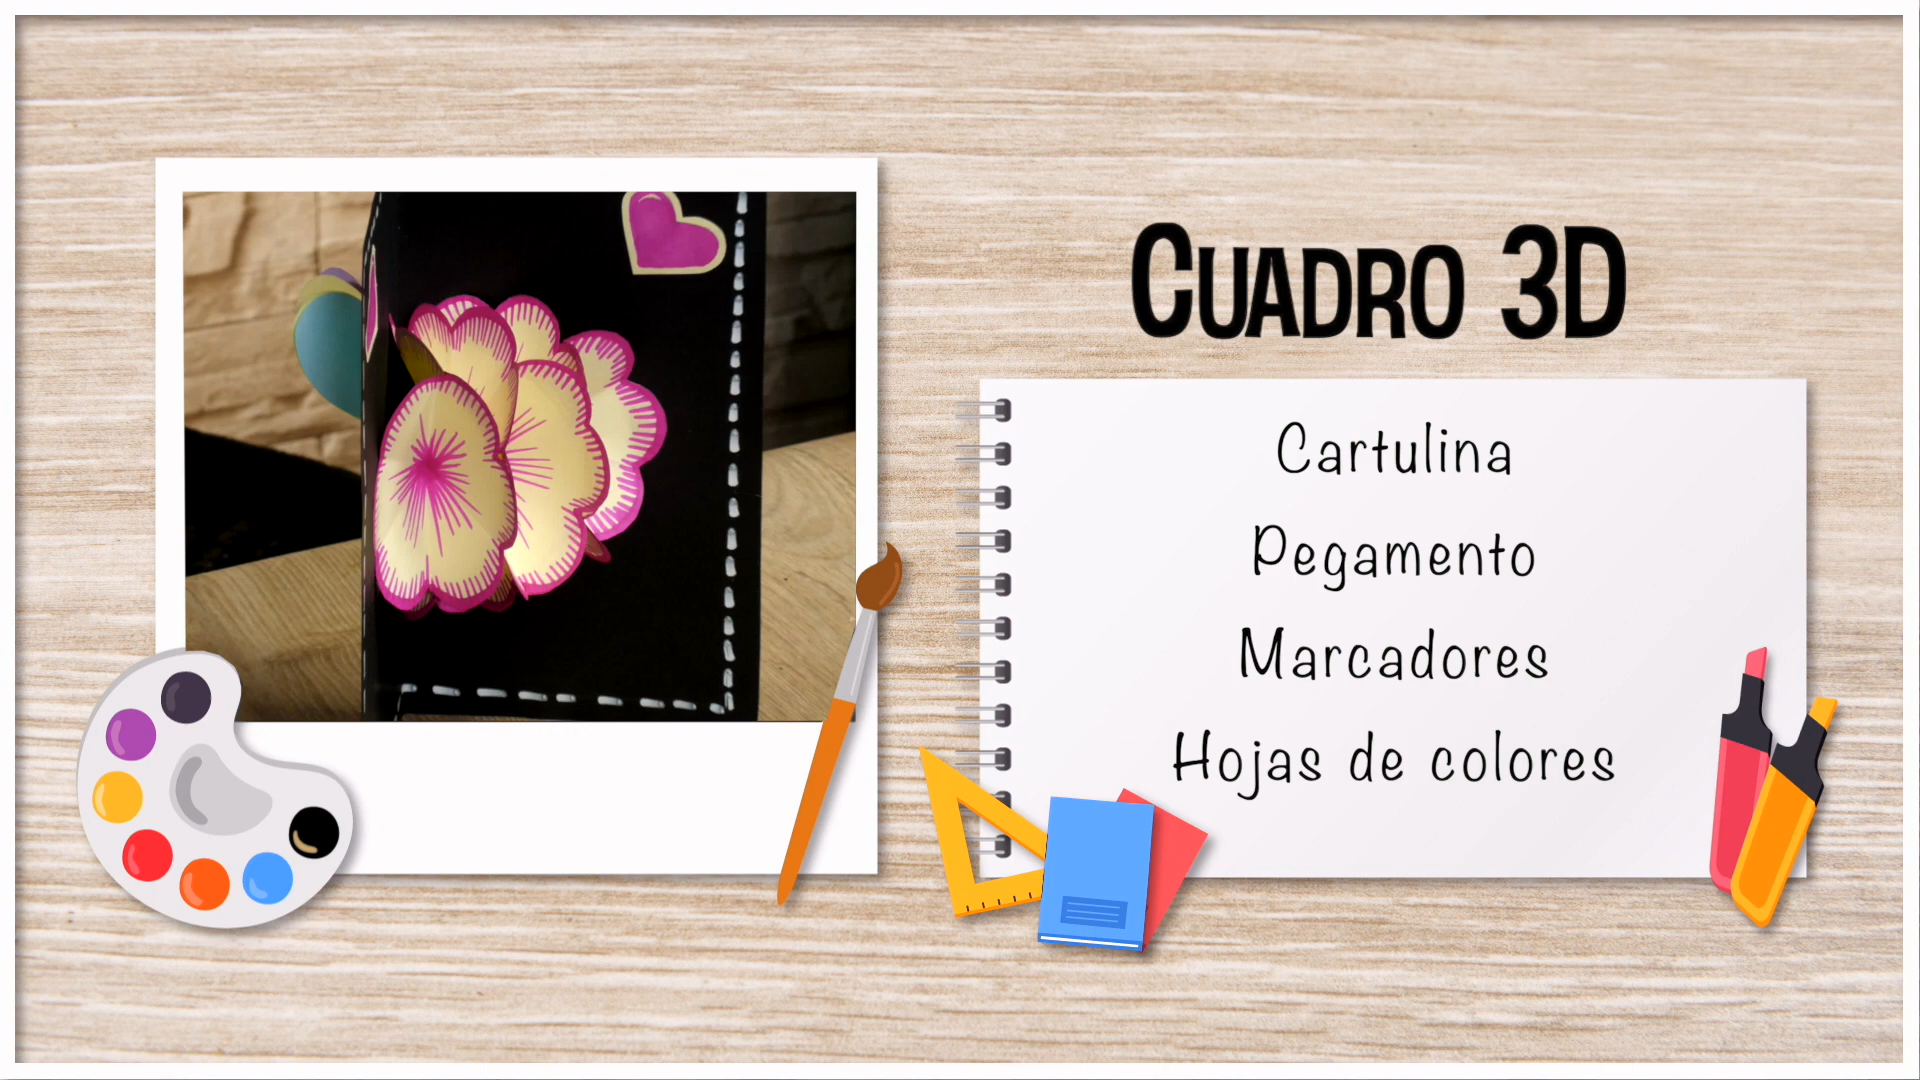 Cuadro 3D
Cartulina
Pegamento
Marcadores
Hojas de colores